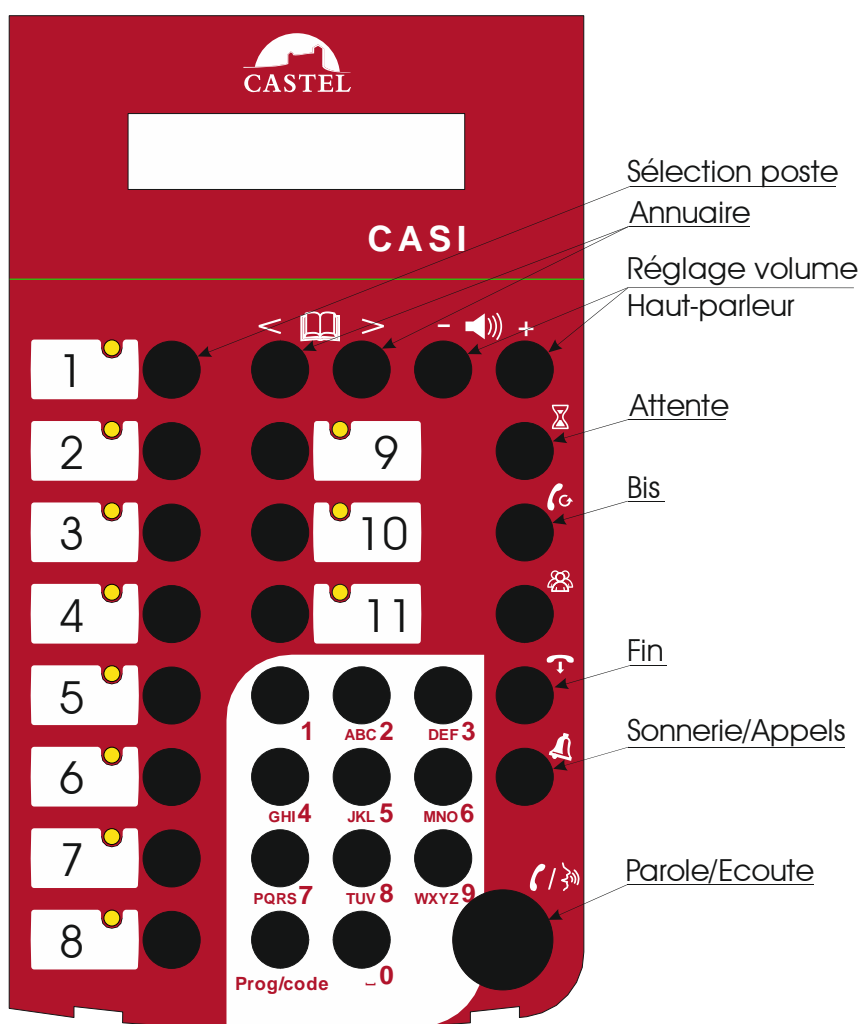 CASTEL
Sélection poste
Annuaire
CASI
Réglage volume
Haut-parleur
< > - +
1
Attente
2 9
Bis
3 10
4 11
Fin
5
1 ABC 2 DEF 3
Sonnerie/Appels
6
GHI 4 JKL 5 MNO 6
7
Parole/Ecoute
/
PQRS 7 TUV 8 WXYZ 9
8
Prog/code ⎵0